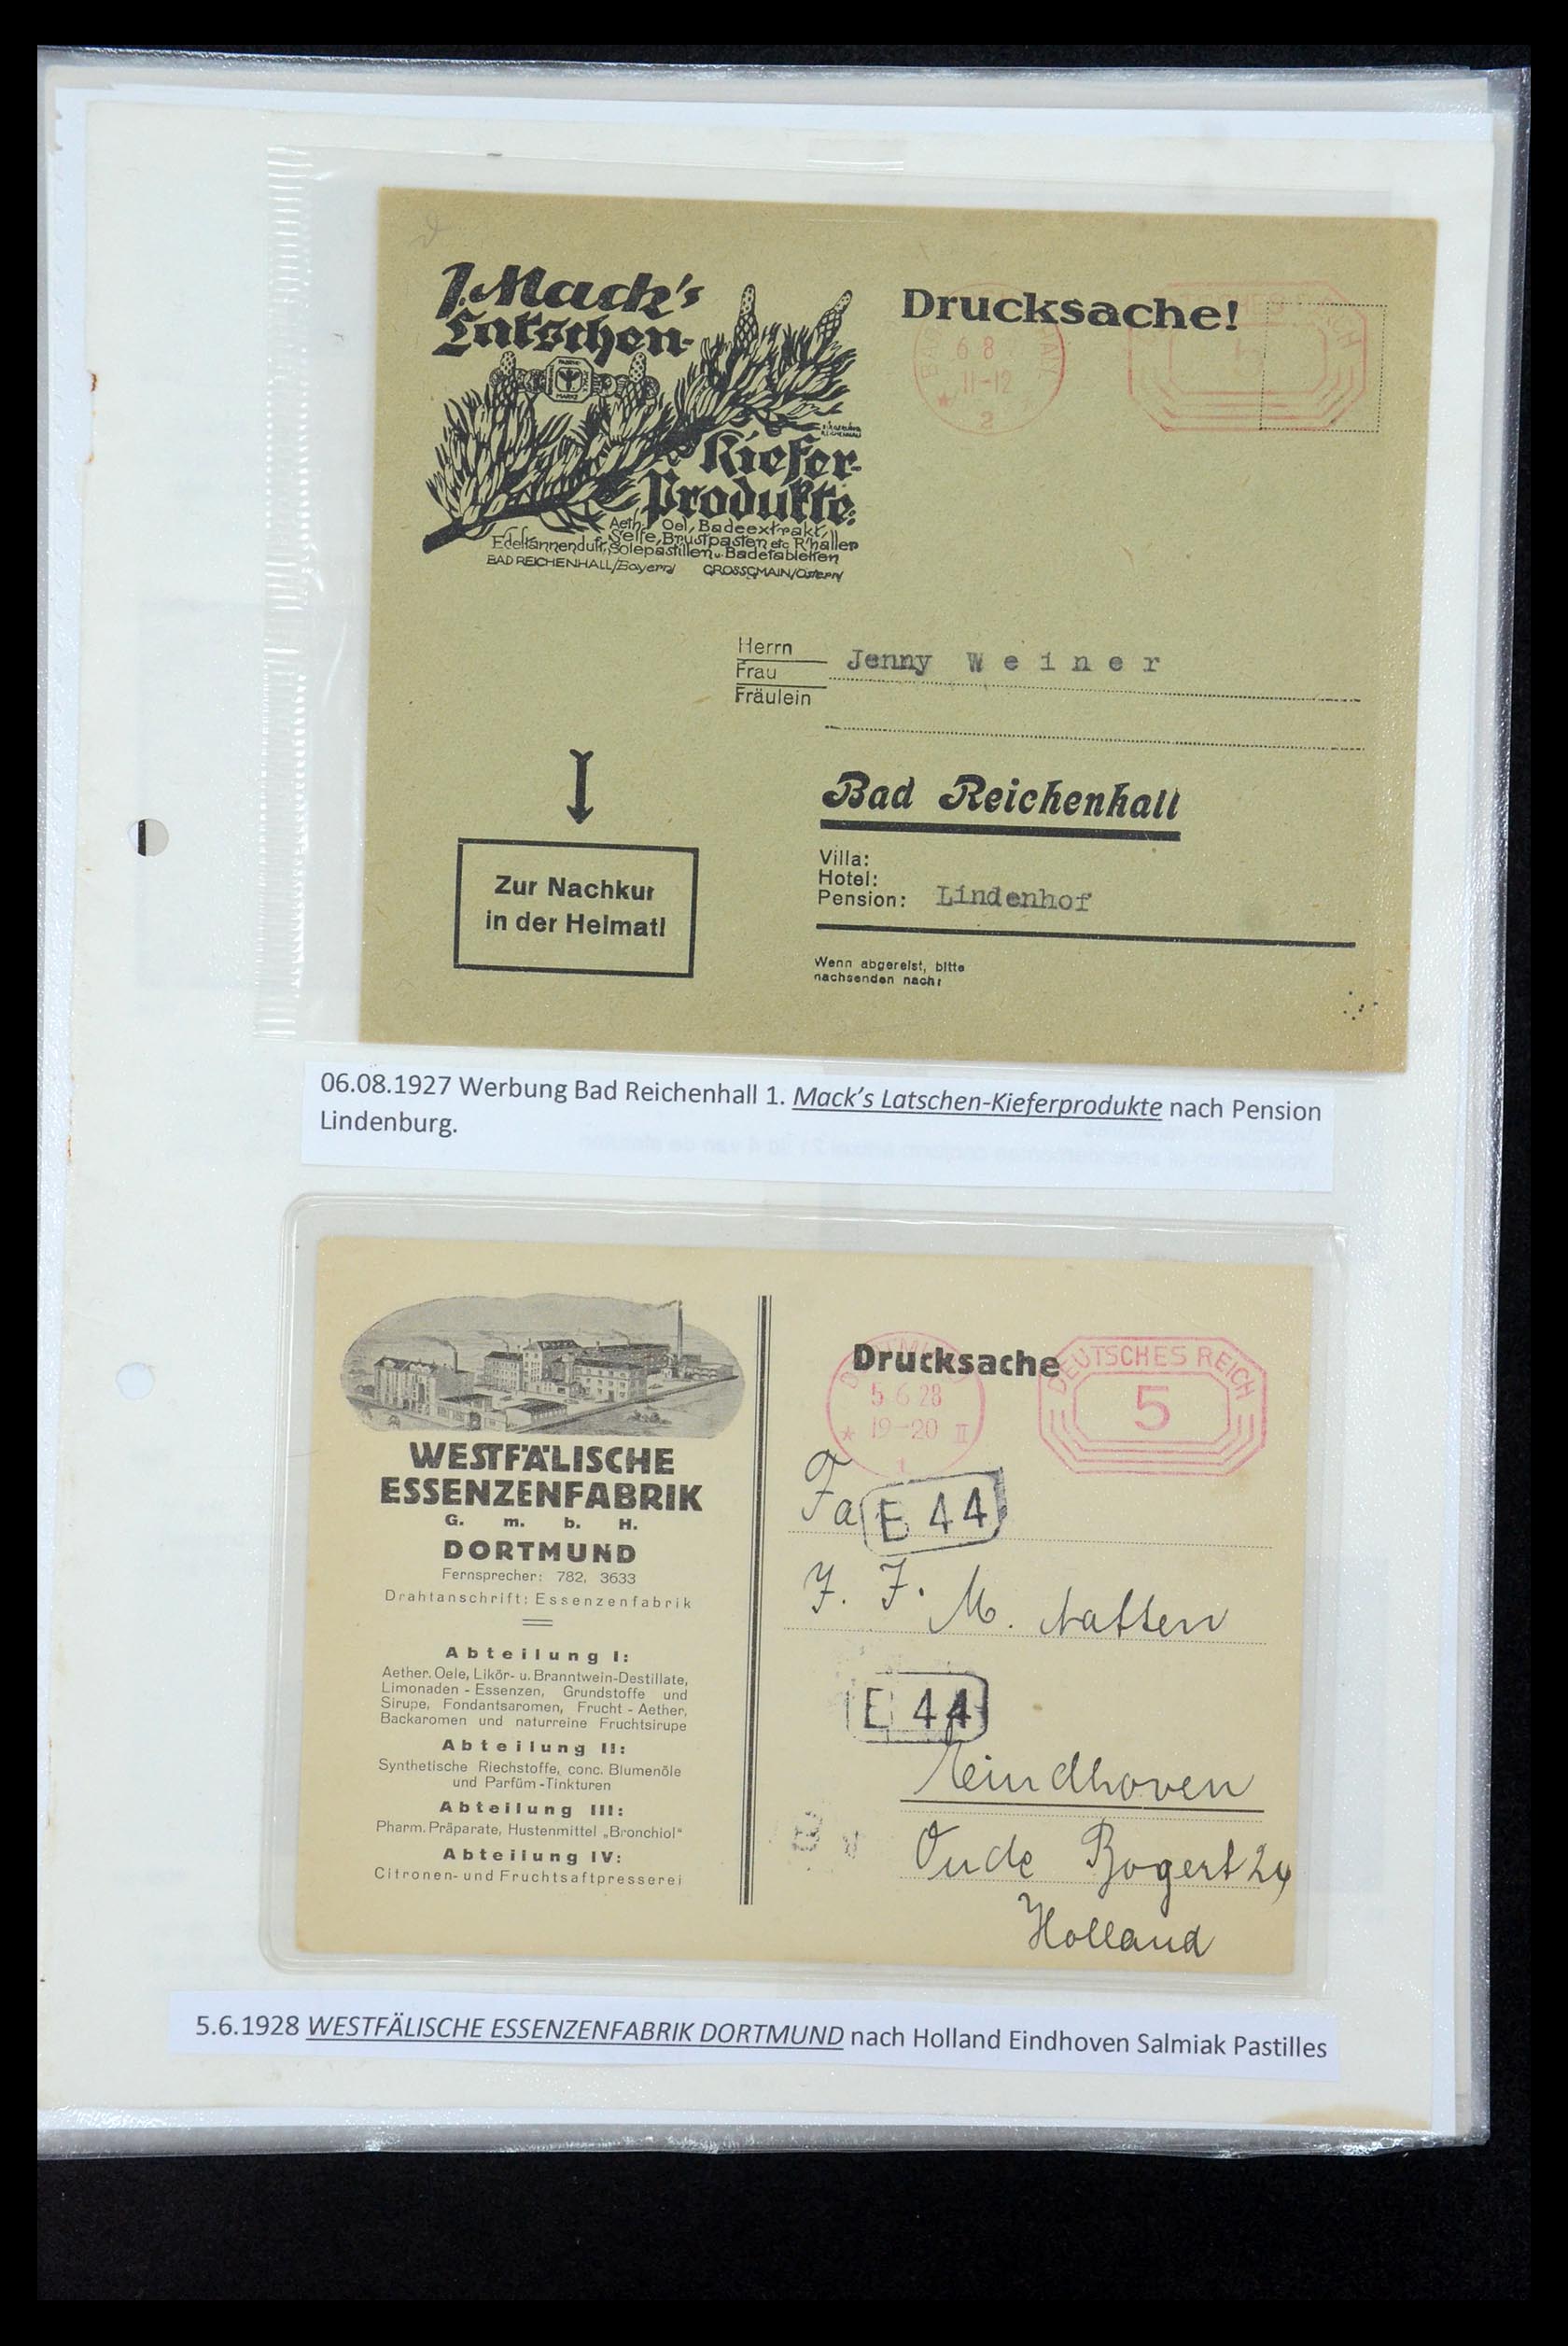 J. Mack's
Latschen-
FABRIK-
MARKE
Kiefer-
Produkte:
Aeth. Oel, Badeextrakt,
Edeltannenduft, Seife, Brustpasten etc R'haller
Solepastillen u. Badetabletten
BAD REICHENHALL/Bayern GROSSGMAIN/Österr/
Drucksache!
6 8
11-12
2
Herrn
Frau
Fräulein
Jenny Weiner
Bad Reichenhall
Villa:
Hotel:
Pension: Lindenhof
Wenn abgereist, bitte
nachsenden nach:
Zur Nachkur
in der Heimat!
06.08.1927 Werbung Bad Reichenhall 1. Mack's Latschen-Kieferprodukte nach Pension
Lindenburg.
WESTFÄLISCHE
ESSENZENFABRIK
G. m. b. H.
DORTMUND
Fernsprecher: 782, 3633
Drahtanschrift: Essenzenfabrik
Abteilung I:
Aether. Oele, Likör- u. Branntwein-Destillate,
Limonaden - Essenzen, Grundstoffe und
Sirupe, Fondantsaromen, Frucht - Aether,
Backaromen und naturreine Fruchtsirupe
Abteilung II:
Synthetische Riechstoffe, conc. Blumenöle
und Parfüm-Tinkturen
Abteilung III:
Pharm. Präparate, Hustenmittel „Bronchiol"
Abteilung IV:
Citronen- und Fruchtsaftpresserei
Drucksache
DORTMUND
5 6 28
* 19-20 II
1
DEUTSCHES REICH
5
Fa
E 44
J. J. M.
E 44
Eindhoven
Oude Bogert 24
Holland
5.6.1928 WESTFÄLISCHE ESSENZENFABRIK DORTMUND nach Holland Eindhoven Salmiak Pastilles